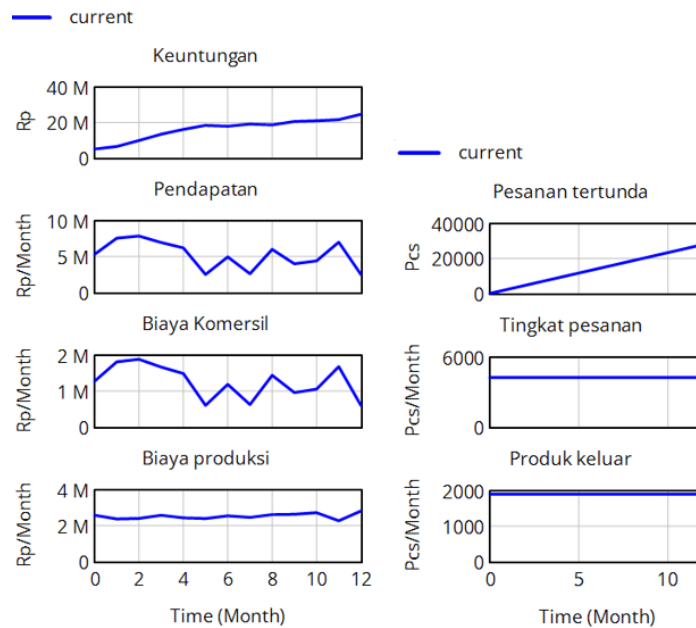 current
Keuntungan
40 M
20 M
0
Rp
Pendapatan
10 M
5 M
0
Rp/Month
Biaya Komersil
2 M
1 M
0
Rp/Month
Biaya produksi
4 M
2 M
0
Rp/Month
0 2 4 6 8 10 12
Time (Month)
current
Pesanan tertunda
40000
20000
0
Pcs
Tingkat pesanan
6000
0
Pcs/Month
Produk keluar
2000
1000
0
Pcs/Month
0 5 10
Time (Month)